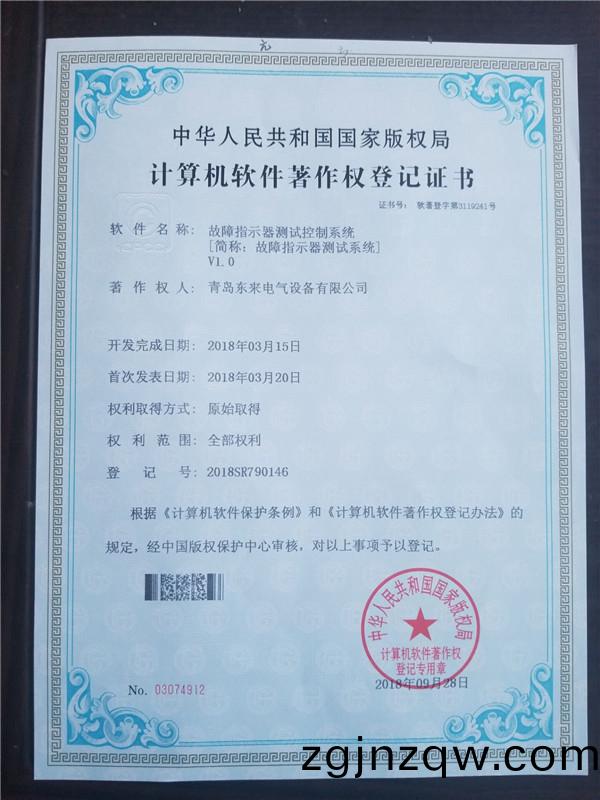 中华人民共和国国家版权局
计算机软件著作权登记证书
证书号： 软著登字第3119241号
软件名称： 故障指示器测试控制系统
[简称：故障指示器测试系统]
V1.0
著作权人： 青岛东来电气设备有限公司
开发完成日期： 2018年03月15日
首次发表日期： 2018年03月20日
权利取得方式： 原始取得
权利范围： 全部权利
登记号： 2018SR790146
根据《计算机软件保护条例》和《计算机软件著作权登记办法》的
规定，经中国版权保护中心审核，对以上事项予以登记。
中华人民共和国国家版权局
计算机软件著作权
登记专用章
2018年09月28日
No. 03074912
zgjnzqw.com